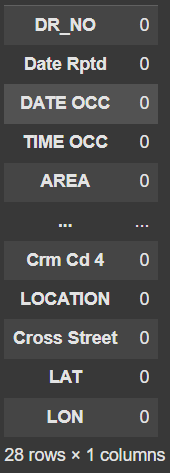 DR_NO 0
Date Rptd 0
DATE OCC 0
TIME OCC 0
AREA 0
... ...
Crm Cd 4 0
LOCATION 0
Cross Street 0
LAT 0
LON 0
28 rows × 1 columns